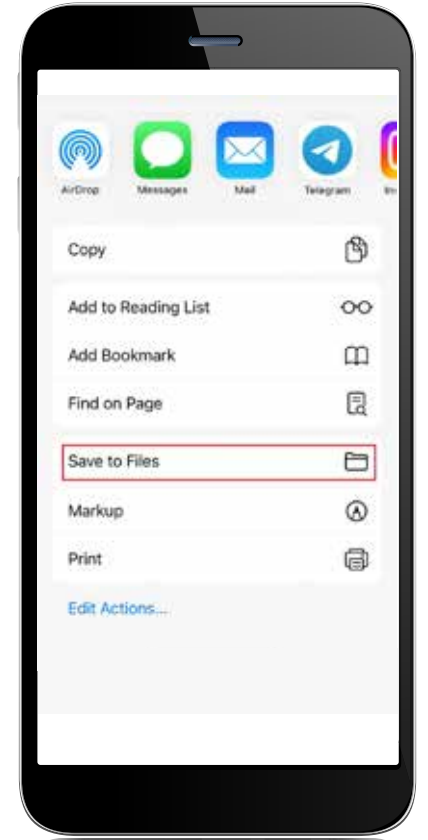 AirDrop
Messages
Mail
Telegram
In
Copy
Add to Reading List
Add Bookmark
Find on Page
Save to Files
Markup
Print
Edit Actions...